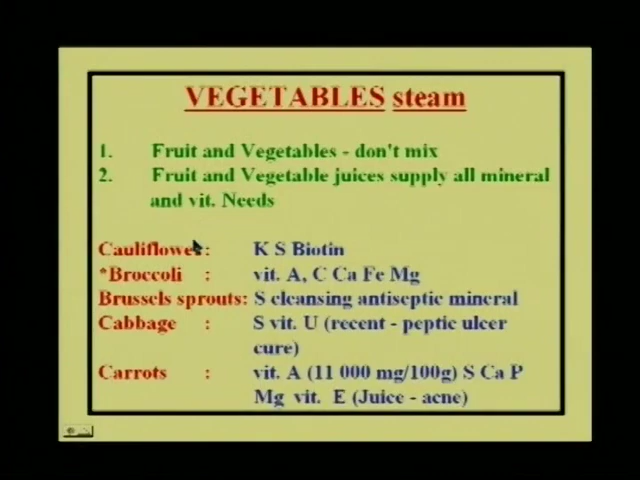 VEGETABLES steam
1. Fruit and Vegetables - don't mix
2. Fruit and Vegetable juices supply all mineral
and vit. Needs
Cauliflower: K S Biotin
*Broccoli : vit. A, C Ca Fe Mg
Brussels sprouts: S cleansing antiseptic mineral
Cabbage : S vit. U (recent - peptic ulcer
cure)
Carrots : vit. A (11 000 mg/100g) S Ca P
Mg vit. E (Juice - acne)